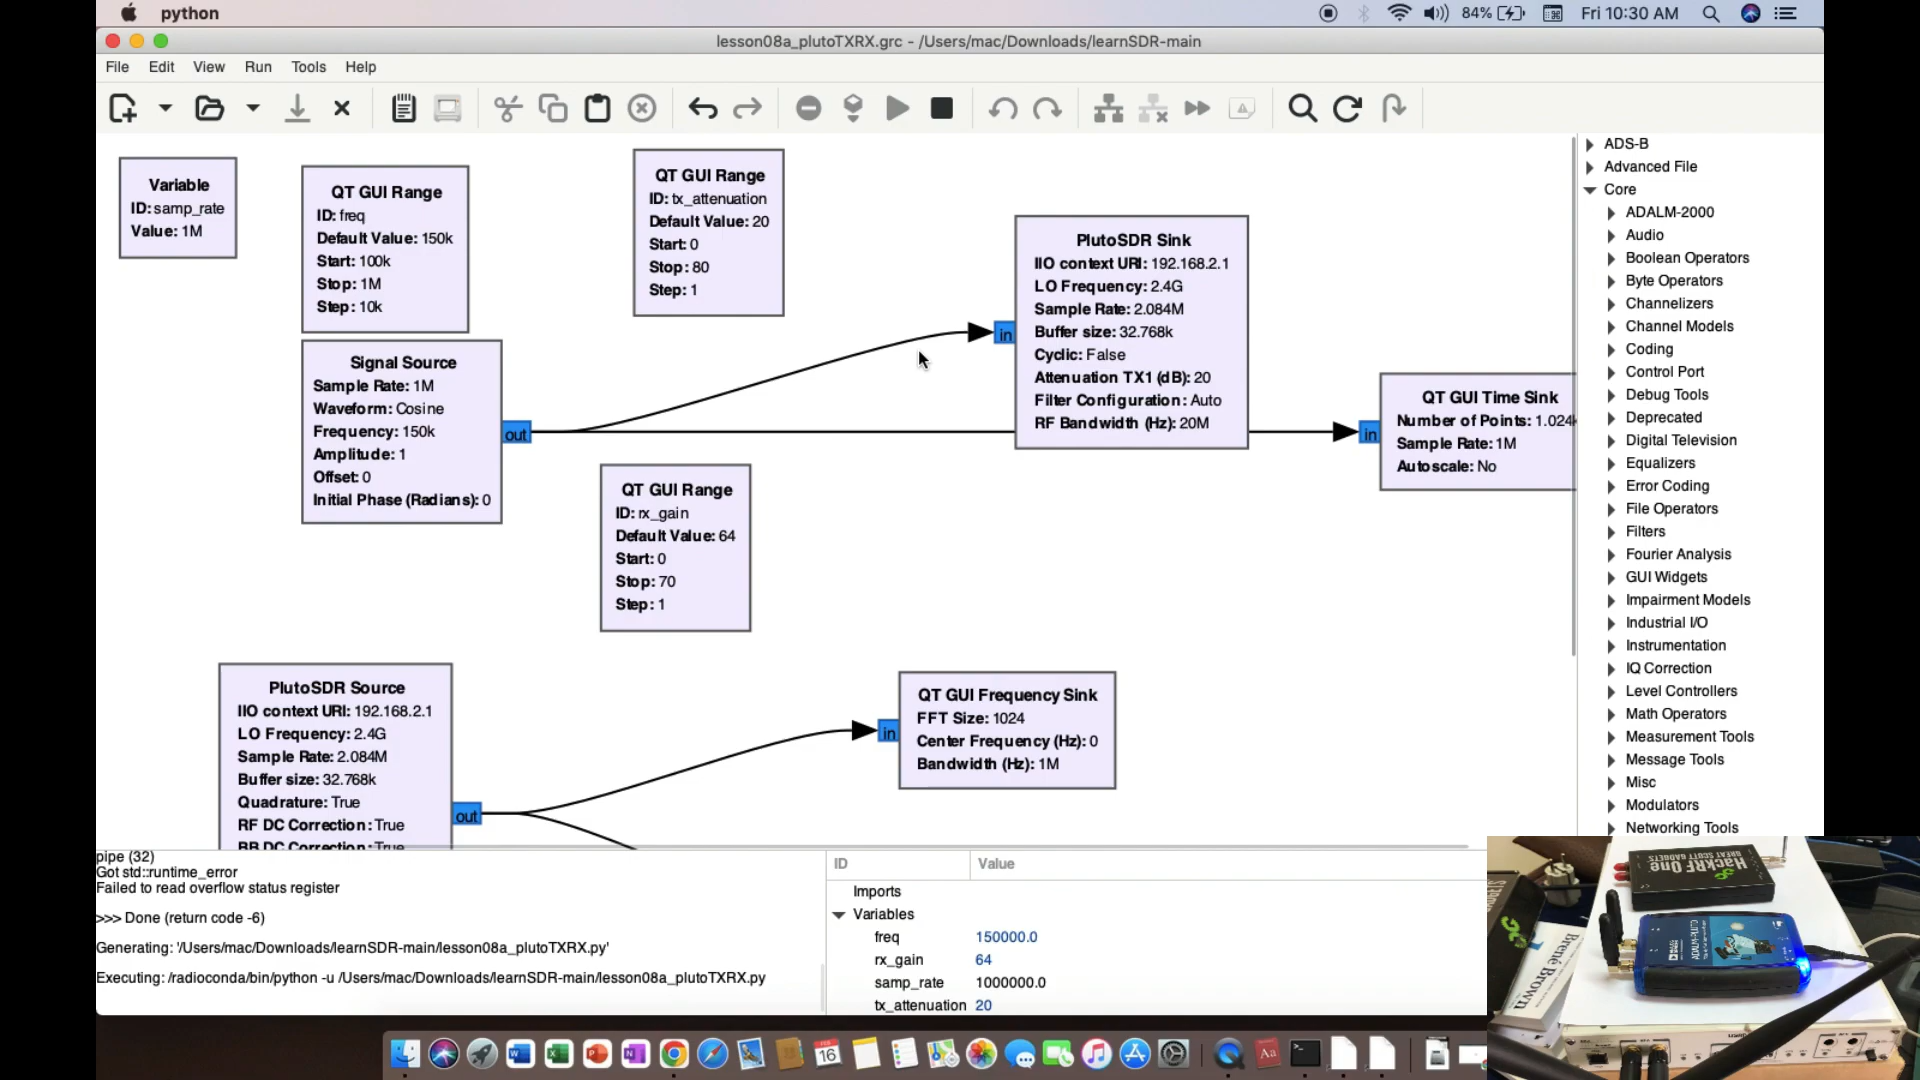 python
84%
Fri 10:30 AM
lesson08a_plutoTXRX.grc - /Users/mac/Downloads/learnSDR-main
File Edit View Run Tools Help
Variable
ID: samp_rate
Value: 1M
QT GUI Range
ID: freq
Default Value: 150k
Start: 100k
Stop: 1M
Step: 10k
QT GUI Range
ID: tx_attenuation
Default Value: 20
Start: 0
Stop: 80
Step: 1
PlutoSDR Sink
IIO context URI: 192.168.2.1
LO Frequency: 2.4G
Sample Rate: 2.084M
Buffer size: 32.768k
Cyclic: False
Attenuation TX1 (dB): 20
Filter Configuration: Auto
RF Bandwidth (Hz): 20M
in
Signal Source
Sample Rate: 1M
Waveform: Cosine
Frequency: 150k
Amplitude: 1
Offset: 0
Initial Phase (Radians): 0
out
in
QT GUI Time Sink
Number of Points: 1.024k
Sample Rate: 1M
Autoscale: No
QT GUI Range
ID: rx_gain
Default Value: 64
Start: 0
Stop: 70
Step: 1
PlutoSDR Source
IIO context URI: 192.168.2.1
LO Frequency: 2.4G
Sample Rate: 2.084M
Buffer size: 32.768k
Quadrature: True
RF DC Correction: True
BB DC Correction: True
out
in
QT GUI Frequency Sink
FFT Size: 1024
Center Frequency (Hz): 0
Bandwidth (Hz): 1M
ADS-B
Advanced File
Core
ADALM-2000
Audio
Boolean Operators
Byte Operators
Channelizers
Channel Models
Coding
Control Port
Debug Tools
Deprecated
Digital Television
Equalizers
Error Coding
File Operators
Filters
Fourier Analysis
GUI Widgets
Impairment Models
Industrial I/O
Instrumentation
IQ Correction
Level Controllers
Math Operators
Measurement Tools
Message Tools
Misc
Modulators
Networking Tools
pipe (32)
Got std::runtime_error
Failed to read overflow status register
>>> Done (return code -6)
Generating: '/Users/mac/Downloads/learnSDR-main/lesson08a_plutoTXRX.py'
Executing: /radioconda/bin/python -u /Users/mac/Downloads/learnSDR-main/lesson08a_plutoTXRX.py
ID Value
Imports
Variables
freq 150000.0
rx_gain 64
samp_rate 1000000.0
tx_attenuation 20
HackRF One
GREAT SCOTT GADGETS
Brené Brown
FEB
16
Aa